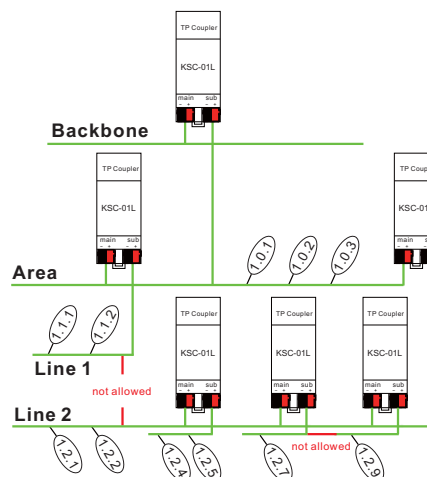 TP Coupler
KSC-01L
main sub
- + - +
Backbone
TP Coupler
KSC-01L
main sub
- + - +
TP Coupler
KSC-01L
main
- +
1.0.1
1.0.2
1.0.3
Area
1.1.1
1.1.2
TP Coupler
KSC-01L
main sub
- + - +
TP Coupler
KSC-01L
main sub
- + - +
TP Coupler
KSC-01L
main sub
- + - +
Line 1
not allowed
Line 2
not allowed
1.2.1
1.2.2
1.2.4
1.2.5
1.2.7
1.2.9